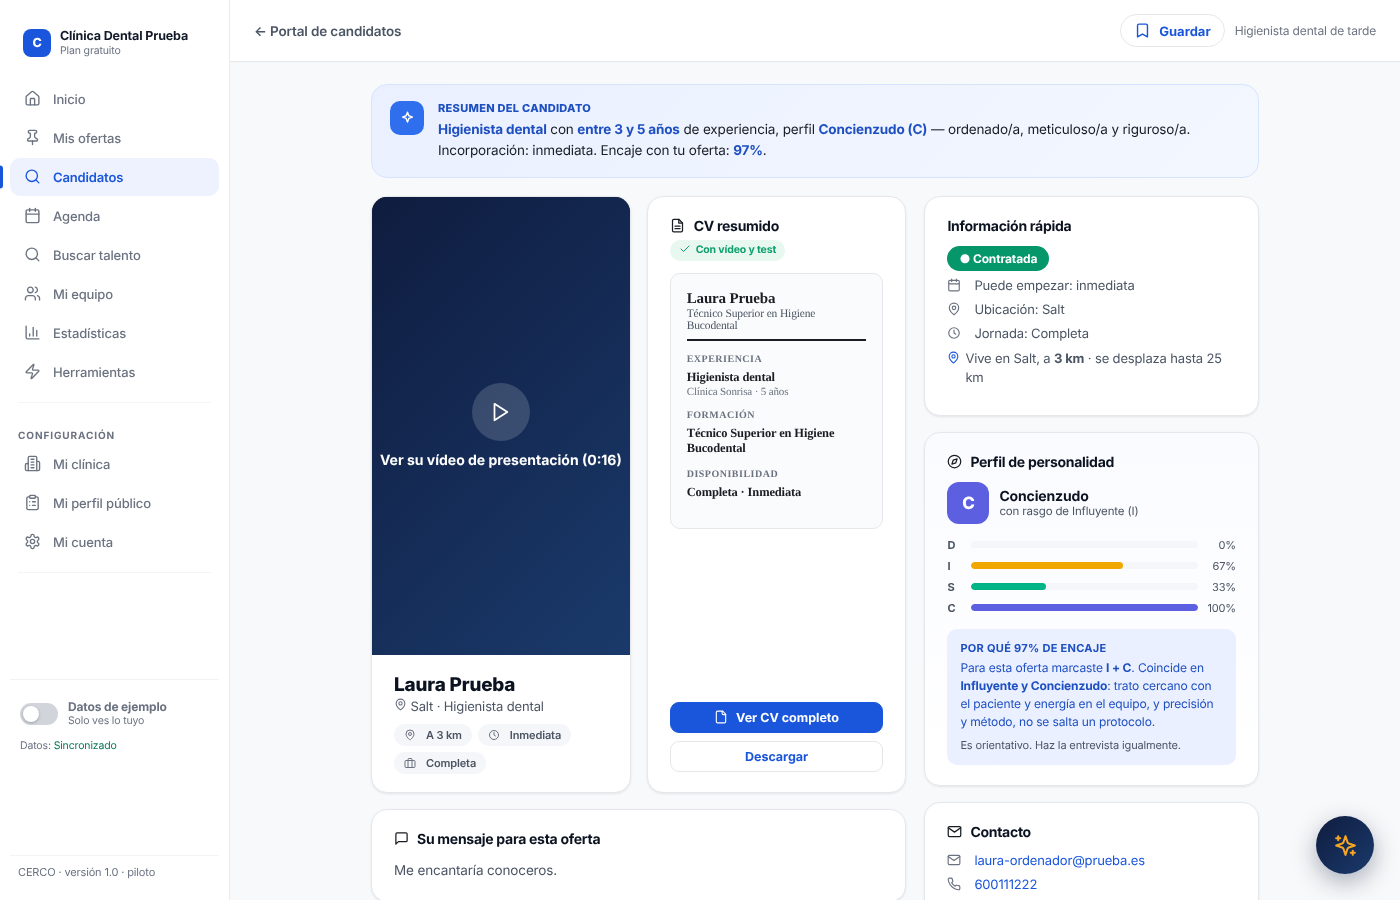 C
Clínica Dental Prueba
Plan gratuito
Inicio
Mis ofertas
Candidatos
Agenda
Buscar talento
Mi equipo
Estadísticas
Herramientas
CONFIGURACIÓN
Mi clínica
Mi perfil público
Mi cuenta
Datos de ejemplo
Solo ves lo tuyo
Datos: Sincronizado
CERCO · versión 1.0 · piloto
← Portal de candidatos
Guardar
Higienista dental de tarde
RESUMEN DEL CANDIDATO
Higienista dental con entre 3 y 5 años de experiencia, perfil Concienzudo (C) — ordenado/a, meticuloso/a y riguroso/a.
Incorporación: inmediata. Encaje con tu oferta: 97%.
Ver su vídeo de presentación (0:16)
Laura Prueba
Salt · Higienista dental
A 3 km
Inmediata
Completa
CV resumido
Con vídeo y test
Laura Prueba
Técnico Superior en Higiene
Bucodental
EXPERIENCIA
Higienista dental
Clínica Sonrisa · 5 años
FORMACIÓN
Técnico Superior en Higiene
Bucodental
DISPONIBILIDAD
Completa · Inmediata
Ver CV completo
Descargar
Su mensaje para esta oferta
Me encantaría conoceros.
Información rápida
Contratada
Puede empezar: inmediata
Ubicación: Salt
Jornada: Completa
Vive en Salt, a 3 km · se desplaza hasta 25
km
Perfil de personalidad
C
Concienzudo
con rasgo de Influyente (I)
D 0%
I 67%
S 33%
C 100%
POR QUÉ 97% DE ENCAJE
Para esta oferta marcaste I + C. Coincide en
Influyente y Concienzudo: trato cercano con
el paciente y energía en el equipo, y precisión
y método, no se salta un protocolo.
Es orientativo. Haz la entrevista igualmente.
Contacto
laura-ordenador@prueba.es
600111222